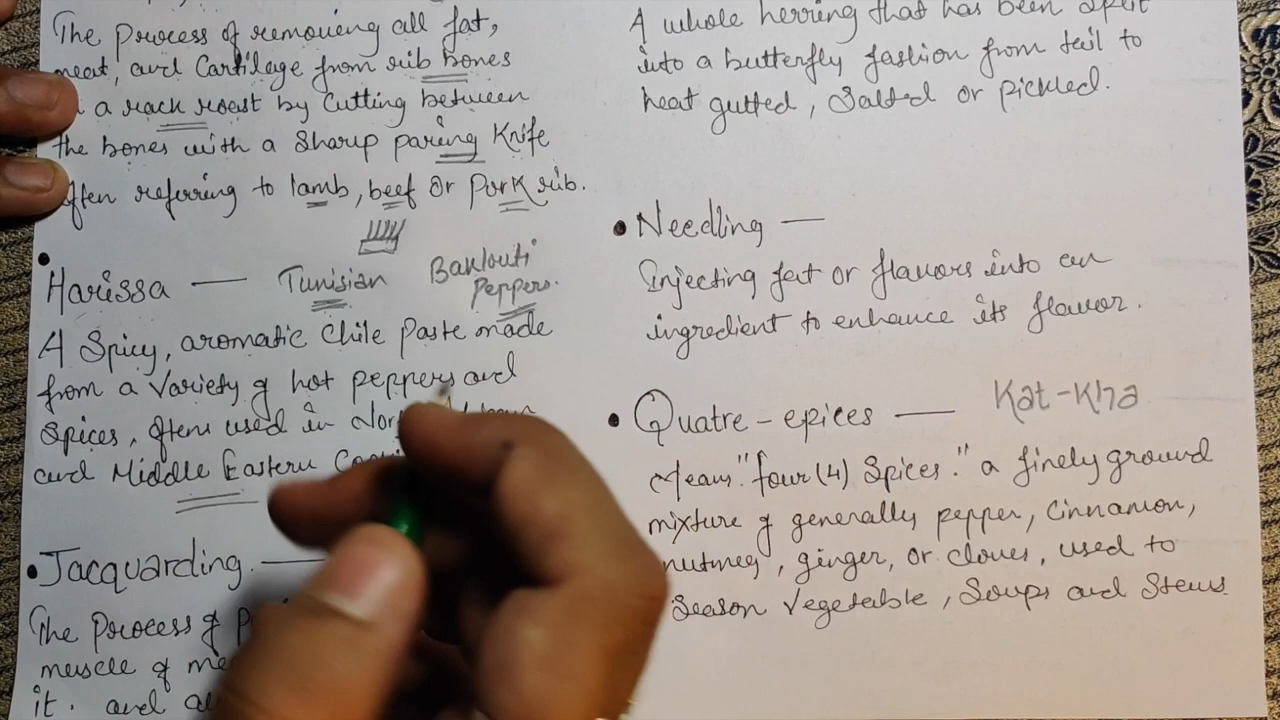 The process of removing all fat,
meat, and Cartilage from rib bones
a rack roast by Cutting between
the bones with a Sharp paring Knife
often referring to lamb, beef Or Pork rib.
• Harissa — Tunisian Baklouti
Peppers.
A Spicy, aromatic Chile Paste made
from a Variety of hot peppers and
Spices, Often used in
and Middle Eastern
• Jacquarding. —
The Process of
muscle of
it. and
A whole herring that has been split
into a butterfly fashion from tail to
heat gutted, Salted or pickled.
• Needling —
Injecting fat or flavors into an
ingredient to enhance its flavor.
• Quatre-epices — Kat-Kha
Mean "four (4) Spices." a finely ground
mixture of generally pepper, Cinnamon,
nutmeg, ginger, or cloves, used to
Season Vegetable, Soups and Stews.